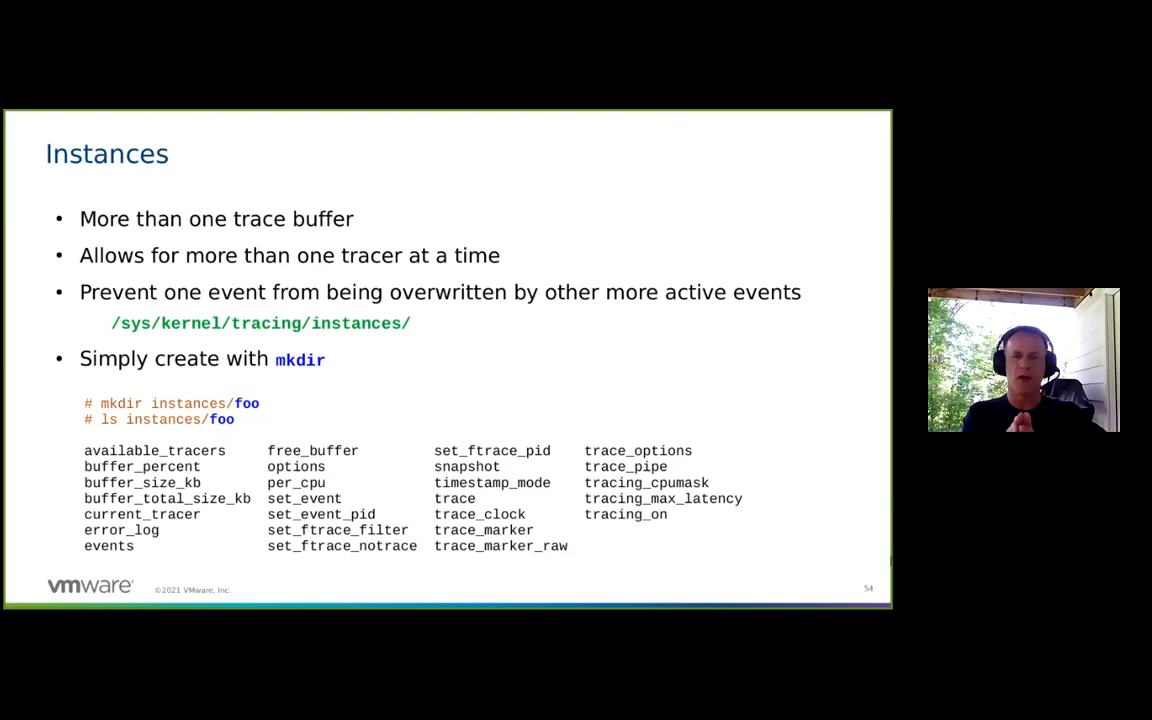 Instances
• More than one trace buffer
• Allows for more than one tracer at a time
• Prevent one event from being overwritten by other more active events
/sys/kernel/tracing/instances/
• Simply create with mkdir
# mkdir instances/foo
# ls instances/foo
available_tracers free_buffer set_ftrace_pid trace_options
buffer_percent options snapshot trace_pipe
buffer_size_kb per_cpu timestamp_mode tracing_cpumask
buffer_total_size_kb set_event trace tracing_max_latency
current_tracer set_event_pid trace_clock tracing_on
error_log set_ftrace_filter trace_marker
events set_ftrace_notrace trace_marker_raw
vmware ©2021 VMware, Inc. 54